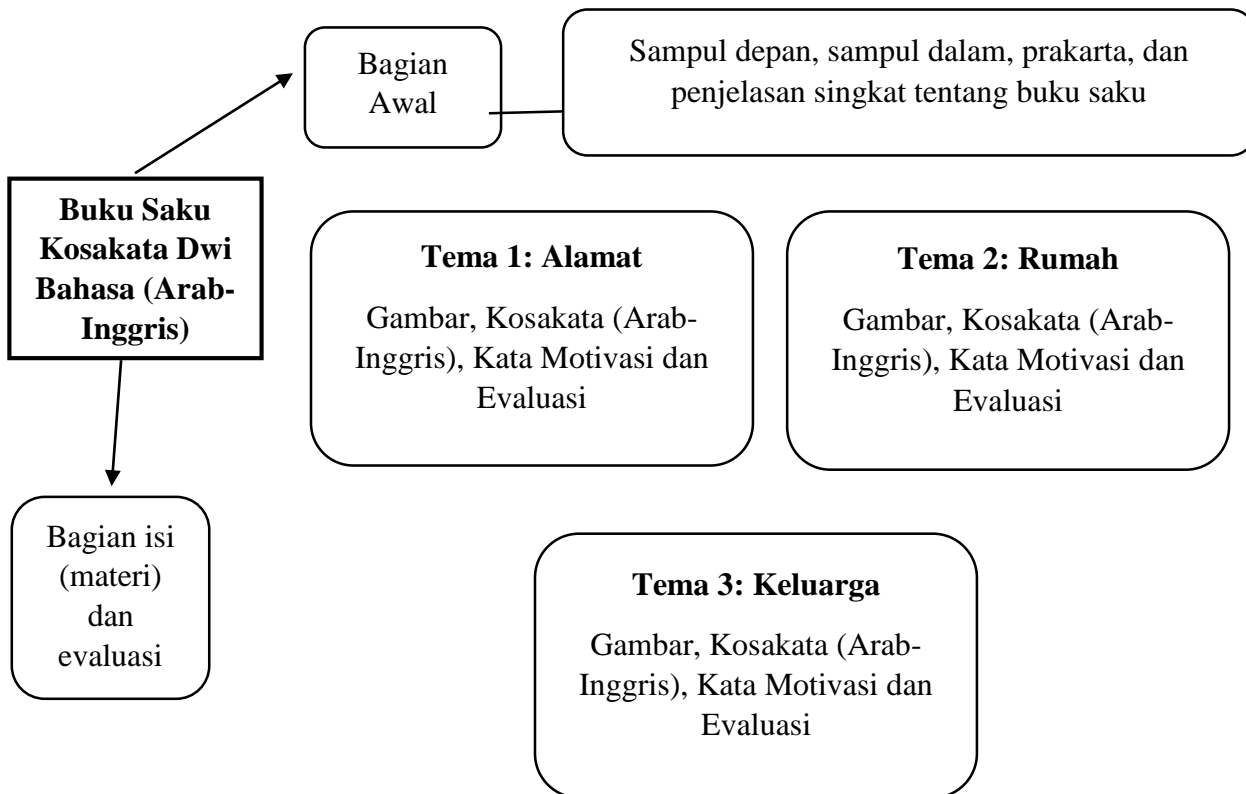 Bagian
Awal
Sampul depan, sampul dalam, prakarta, dan
penjelasan singkat tentang buku saku
Buku Saku
Kosakata Dwi
Bahasa (Arab-
Inggris)
Tema 1: Alamat
Gambar, Kosakata (Arab-
Inggris), Kata Motivasi dan
Evaluasi
Tema 2: Rumah
Gambar, Kosakata (Arab-
Inggris), Kata Motivasi dan
Evaluasi
Bagian isi
(materi)
dan
evaluasi
Tema 3: Keluarga
Gambar, Kosakata (Arab-
Inggris), Kata Motivasi dan
Evaluasi